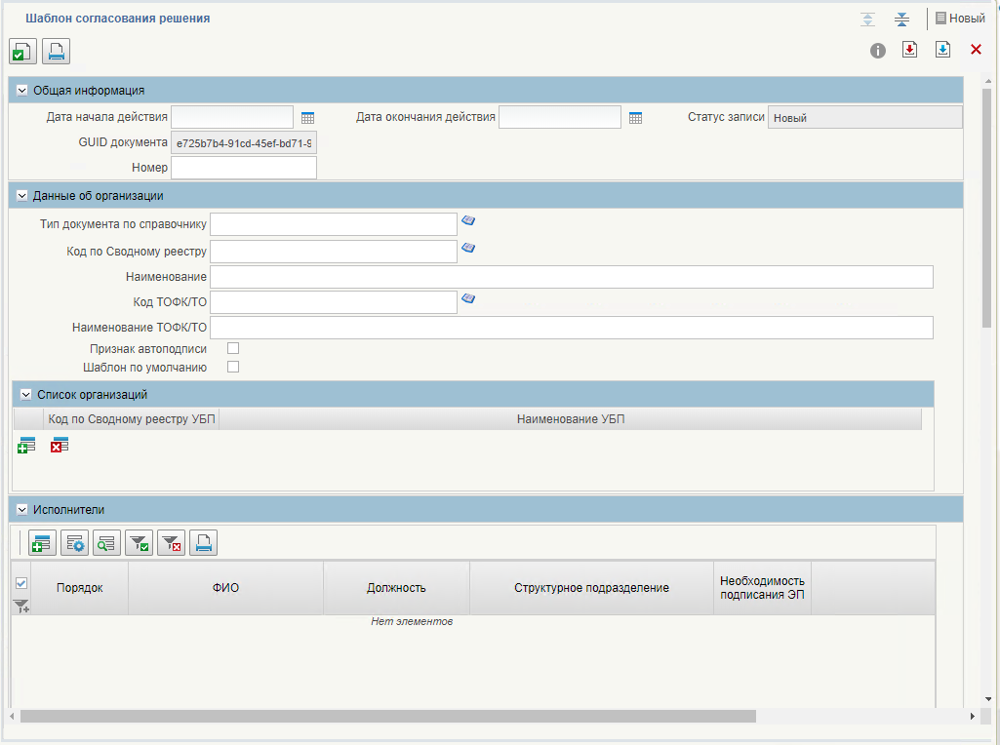 Шаблон согласования решения
Новый
Общая информация
Дата начала действия
Дата окончания действия
Статус записи
Новый
GUID документа
e725b7b4-91cd-45ef-bd71-9
Номер
Данные об организации
Тип документа по справочнику
Код по Сводному реестру
Наименование
Код ТОФК/ТО
Наименование ТОФК/ТО
Признак автоподписи
Шаблон по умолчанию
Список организаций
Код по Сводному реестру УБП
Наименование УБП
Исполнители
Порядок
ФИО
Должность
Структурное подразделение
Необходимость
подписания ЭП
Нет элементов